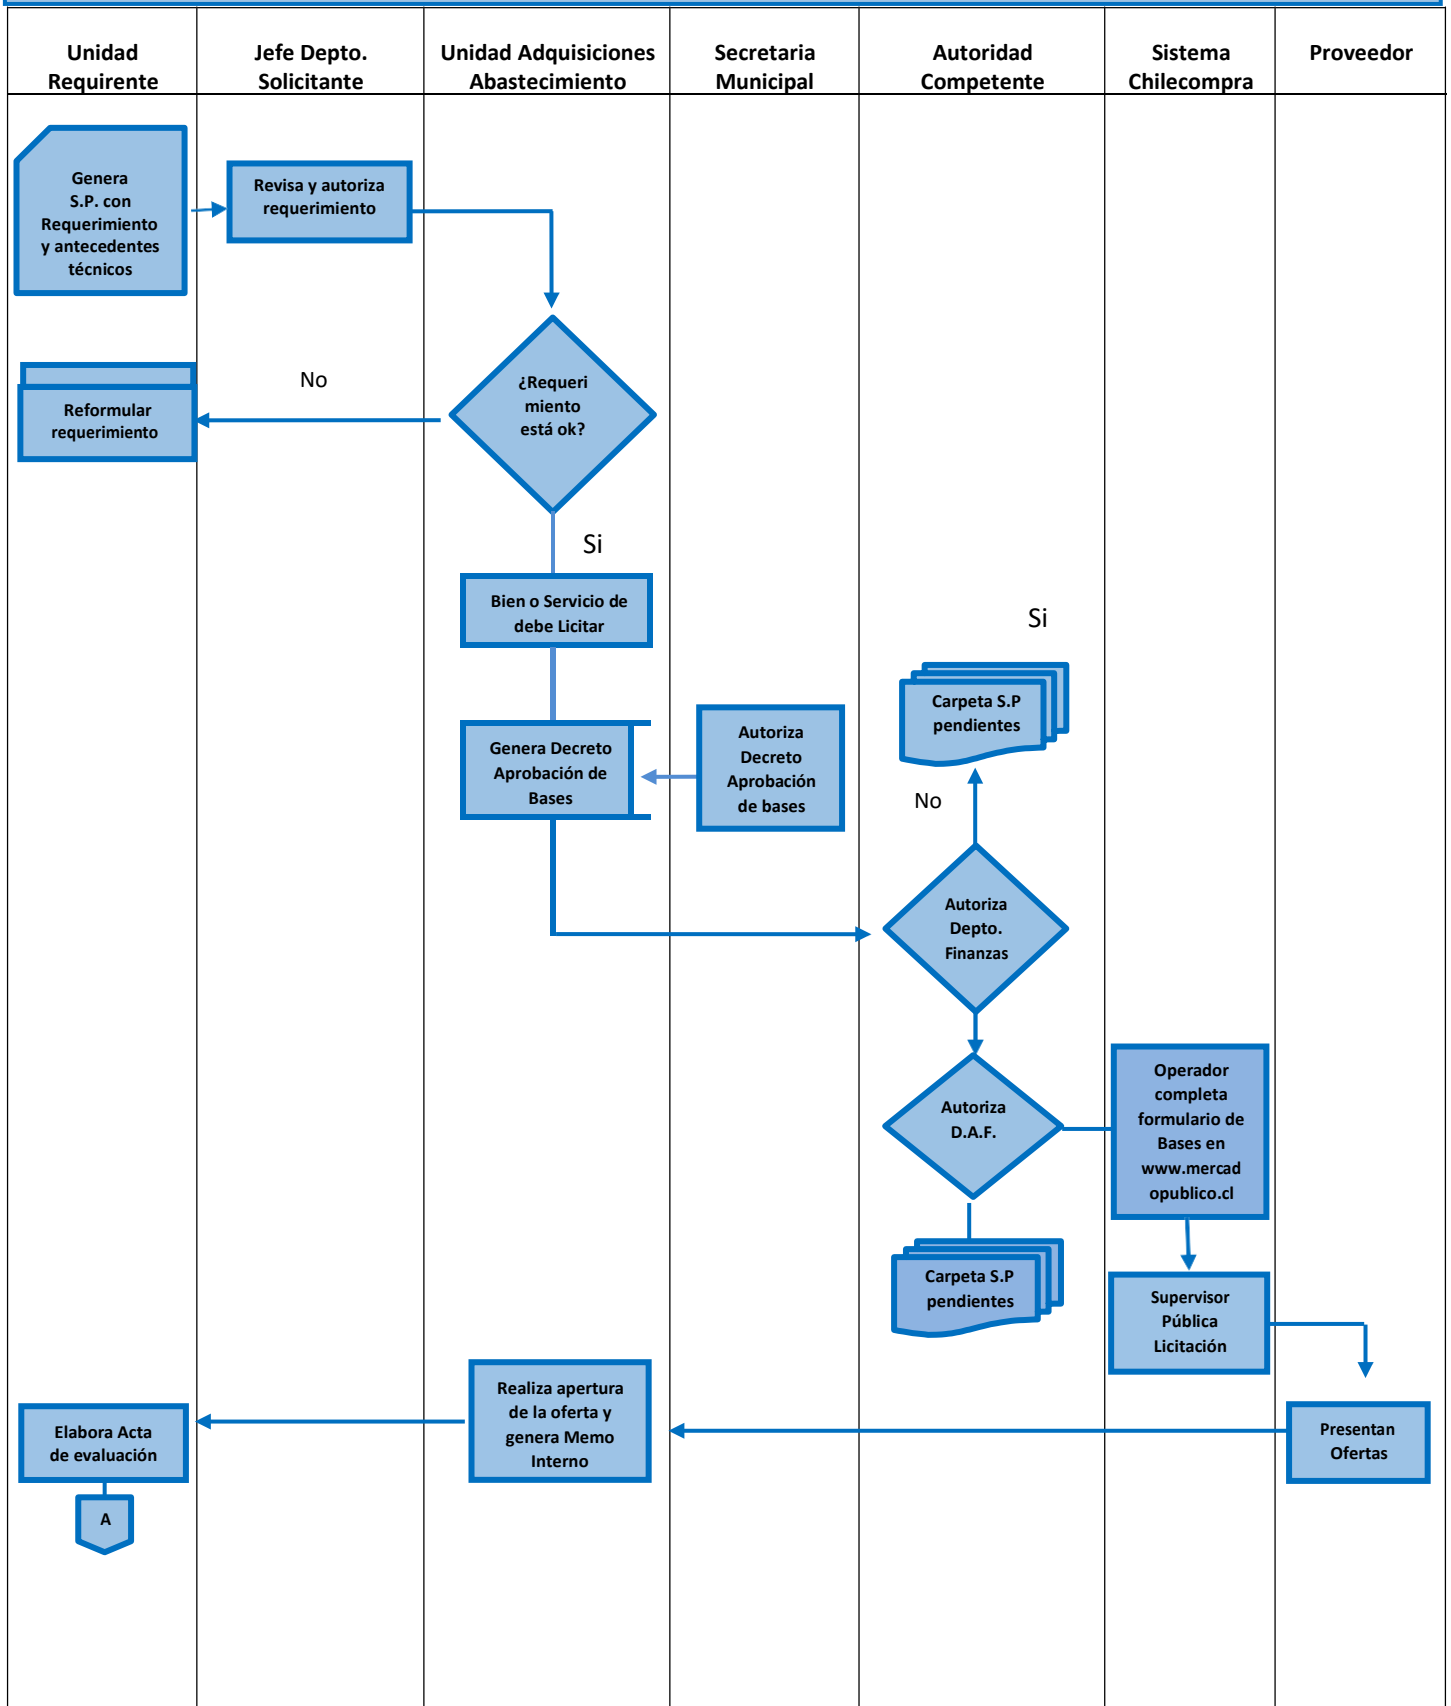 Unidad
Requirente
Jefe Depto.
Solicitante
Unidad Adquisiciones
Abastecimiento
Secretaria
Municipal
Autoridad
Competente
Sistema
Chilecompra
Proveedor
Genera
S.P. con
Requerimiento
y antecedentes
técnicos
Revisa y autoriza
requerimiento
¿Requeri
miento
está ok?
No
Reformular
requerimiento
Si
Bien o Servicio de
debe Licitar
Genera Decreto
Aprobación de
Bases
Autoriza
Decreto
Aprobación
de bases
Si
Carpeta S.P
pendientes
No
Autoriza
Depto.
Finanzas
Autoriza
D.A.F.
Carpeta S.P
pendientes
Operador
completa
formulario de
Bases en
www.mercad
opublico.cl
Supervisor
Pública
Licitación
Presentan
Ofertas
Realiza apertura
de la oferta y
genera Memo
Interno
Elabora Acta
de evaluación
A